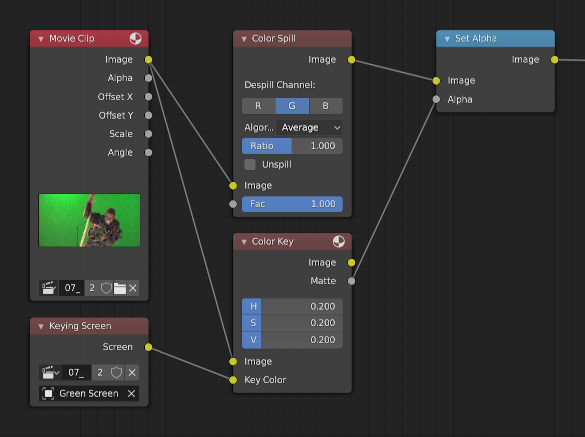 Movie Clip
Image
Alpha
Offset X
Offset Y
Scale
Angle
07_ 2
Keying Screen
Screen
07_ 2
Green Screen
Color Spill
Image
Despill Channel:
R G B
Algor... Average
Ratio 1.000
Unspill
Image
Fac 1.000
Color Key
Image
Matte
H 0.200
S 0.200
V 0.200
Image
Key Color
Set Alpha
Image
Image
Alpha